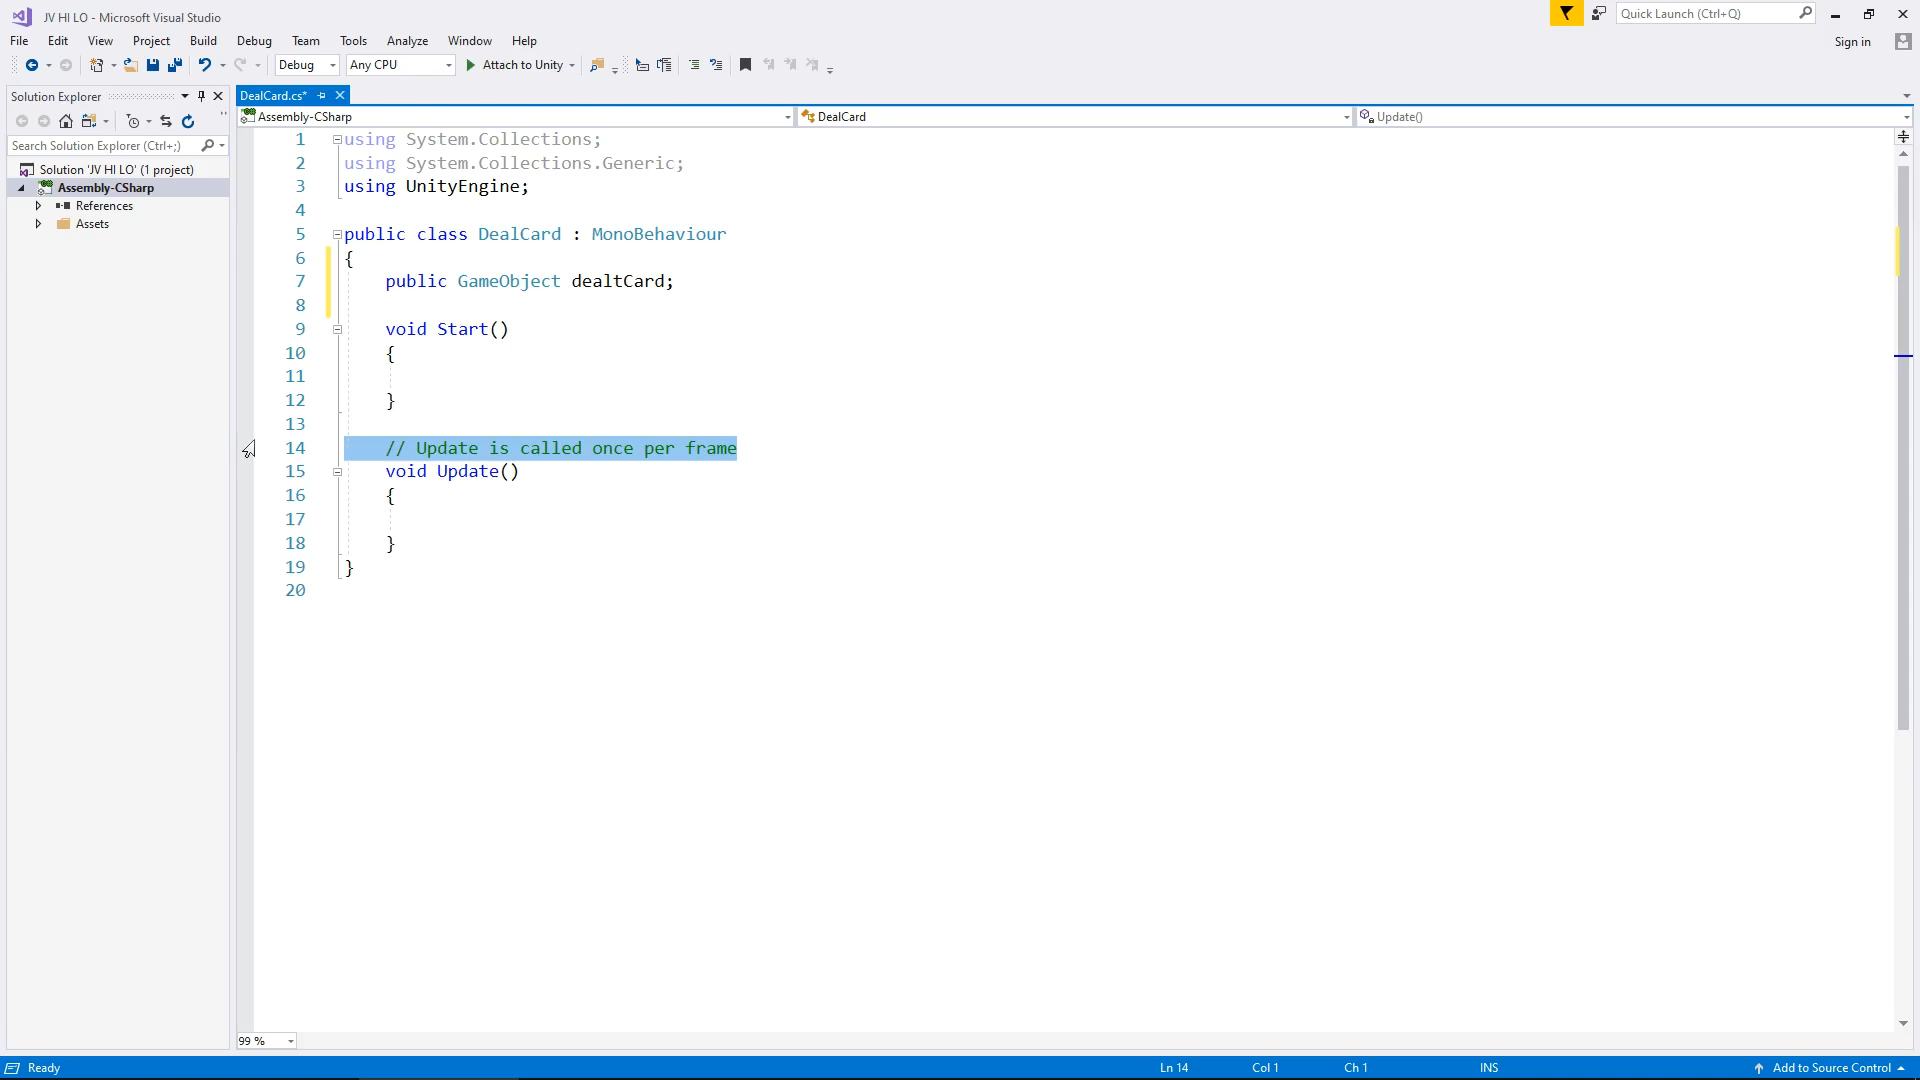 JV HI LO - Microsoft Visual Studio
Quick Launch (Ctrl+Q)
File Edit View Project Build Debug Team Tools Analyze Window Help
Sign in
Debug Any CPU Attach to Unity
Solution Explorer
DealCard.cs*
Assembly-CSharp DealCard Update()
Search Solution Explorer (Ctrl+;)
Solution 'JV HI LO' (1 project)
Assembly-CSharp
References
Assets
1 using System.Collections;
2 using System.Collections.Generic;
3 using UnityEngine;
4
5 public class DealCard : MonoBehaviour
6 {
7 public GameObject dealtCard;
8
9 void Start()
10 {
11
12 }
13
14 // Update is called once per frame
15 void Update()
16 {
17
18 }
19 }
20
99 %
Ready Ln 14 Col 1 Ch 1 INS Add to Source Control